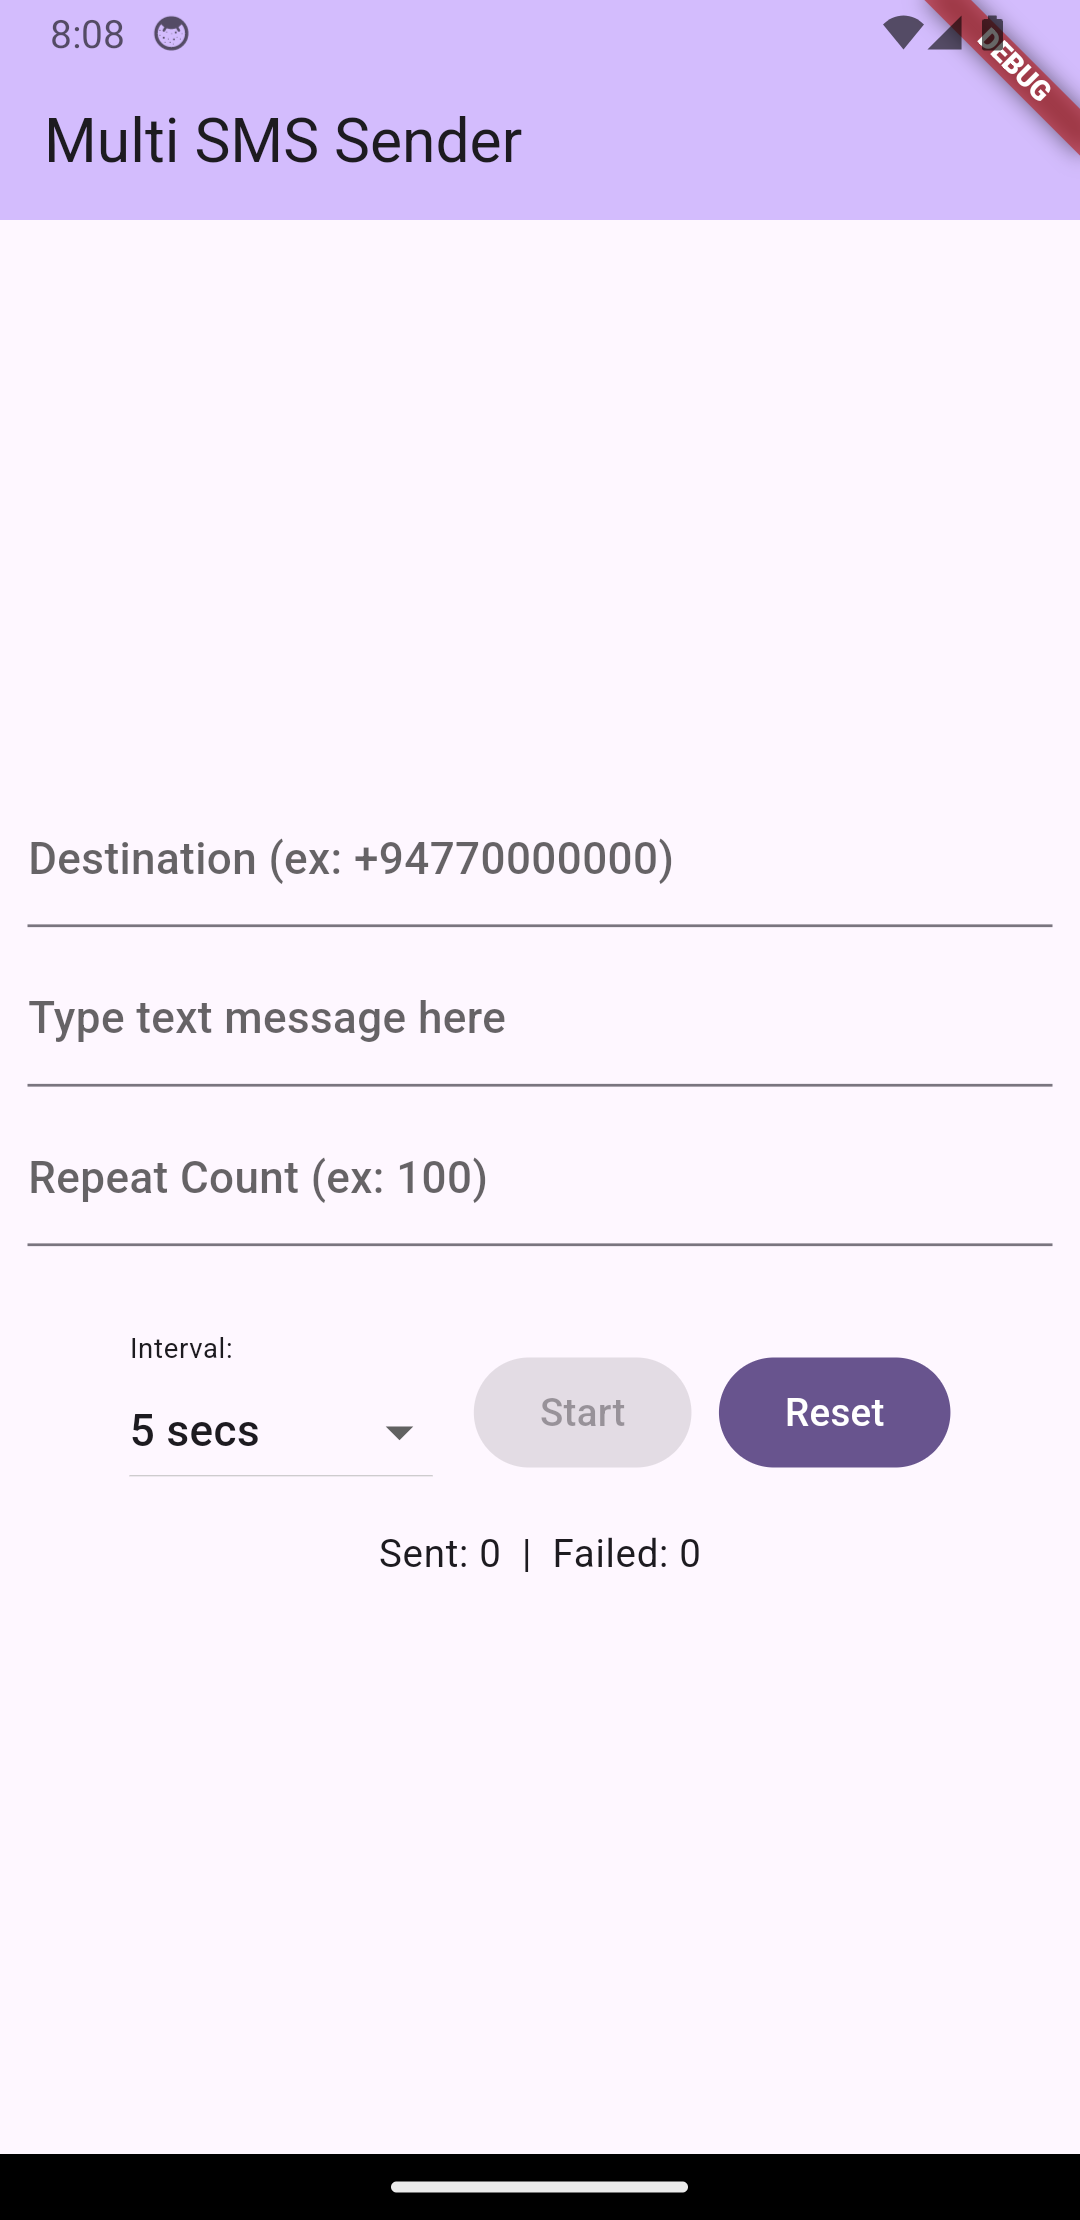 8:08
DEBUG
Multi SMS Sender
Destination (ex: +94770000000)
Type text message here
Repeat Count (ex: 100)
Interval:
5 secs
Start
Reset
Sent: 0 | Failed: 0